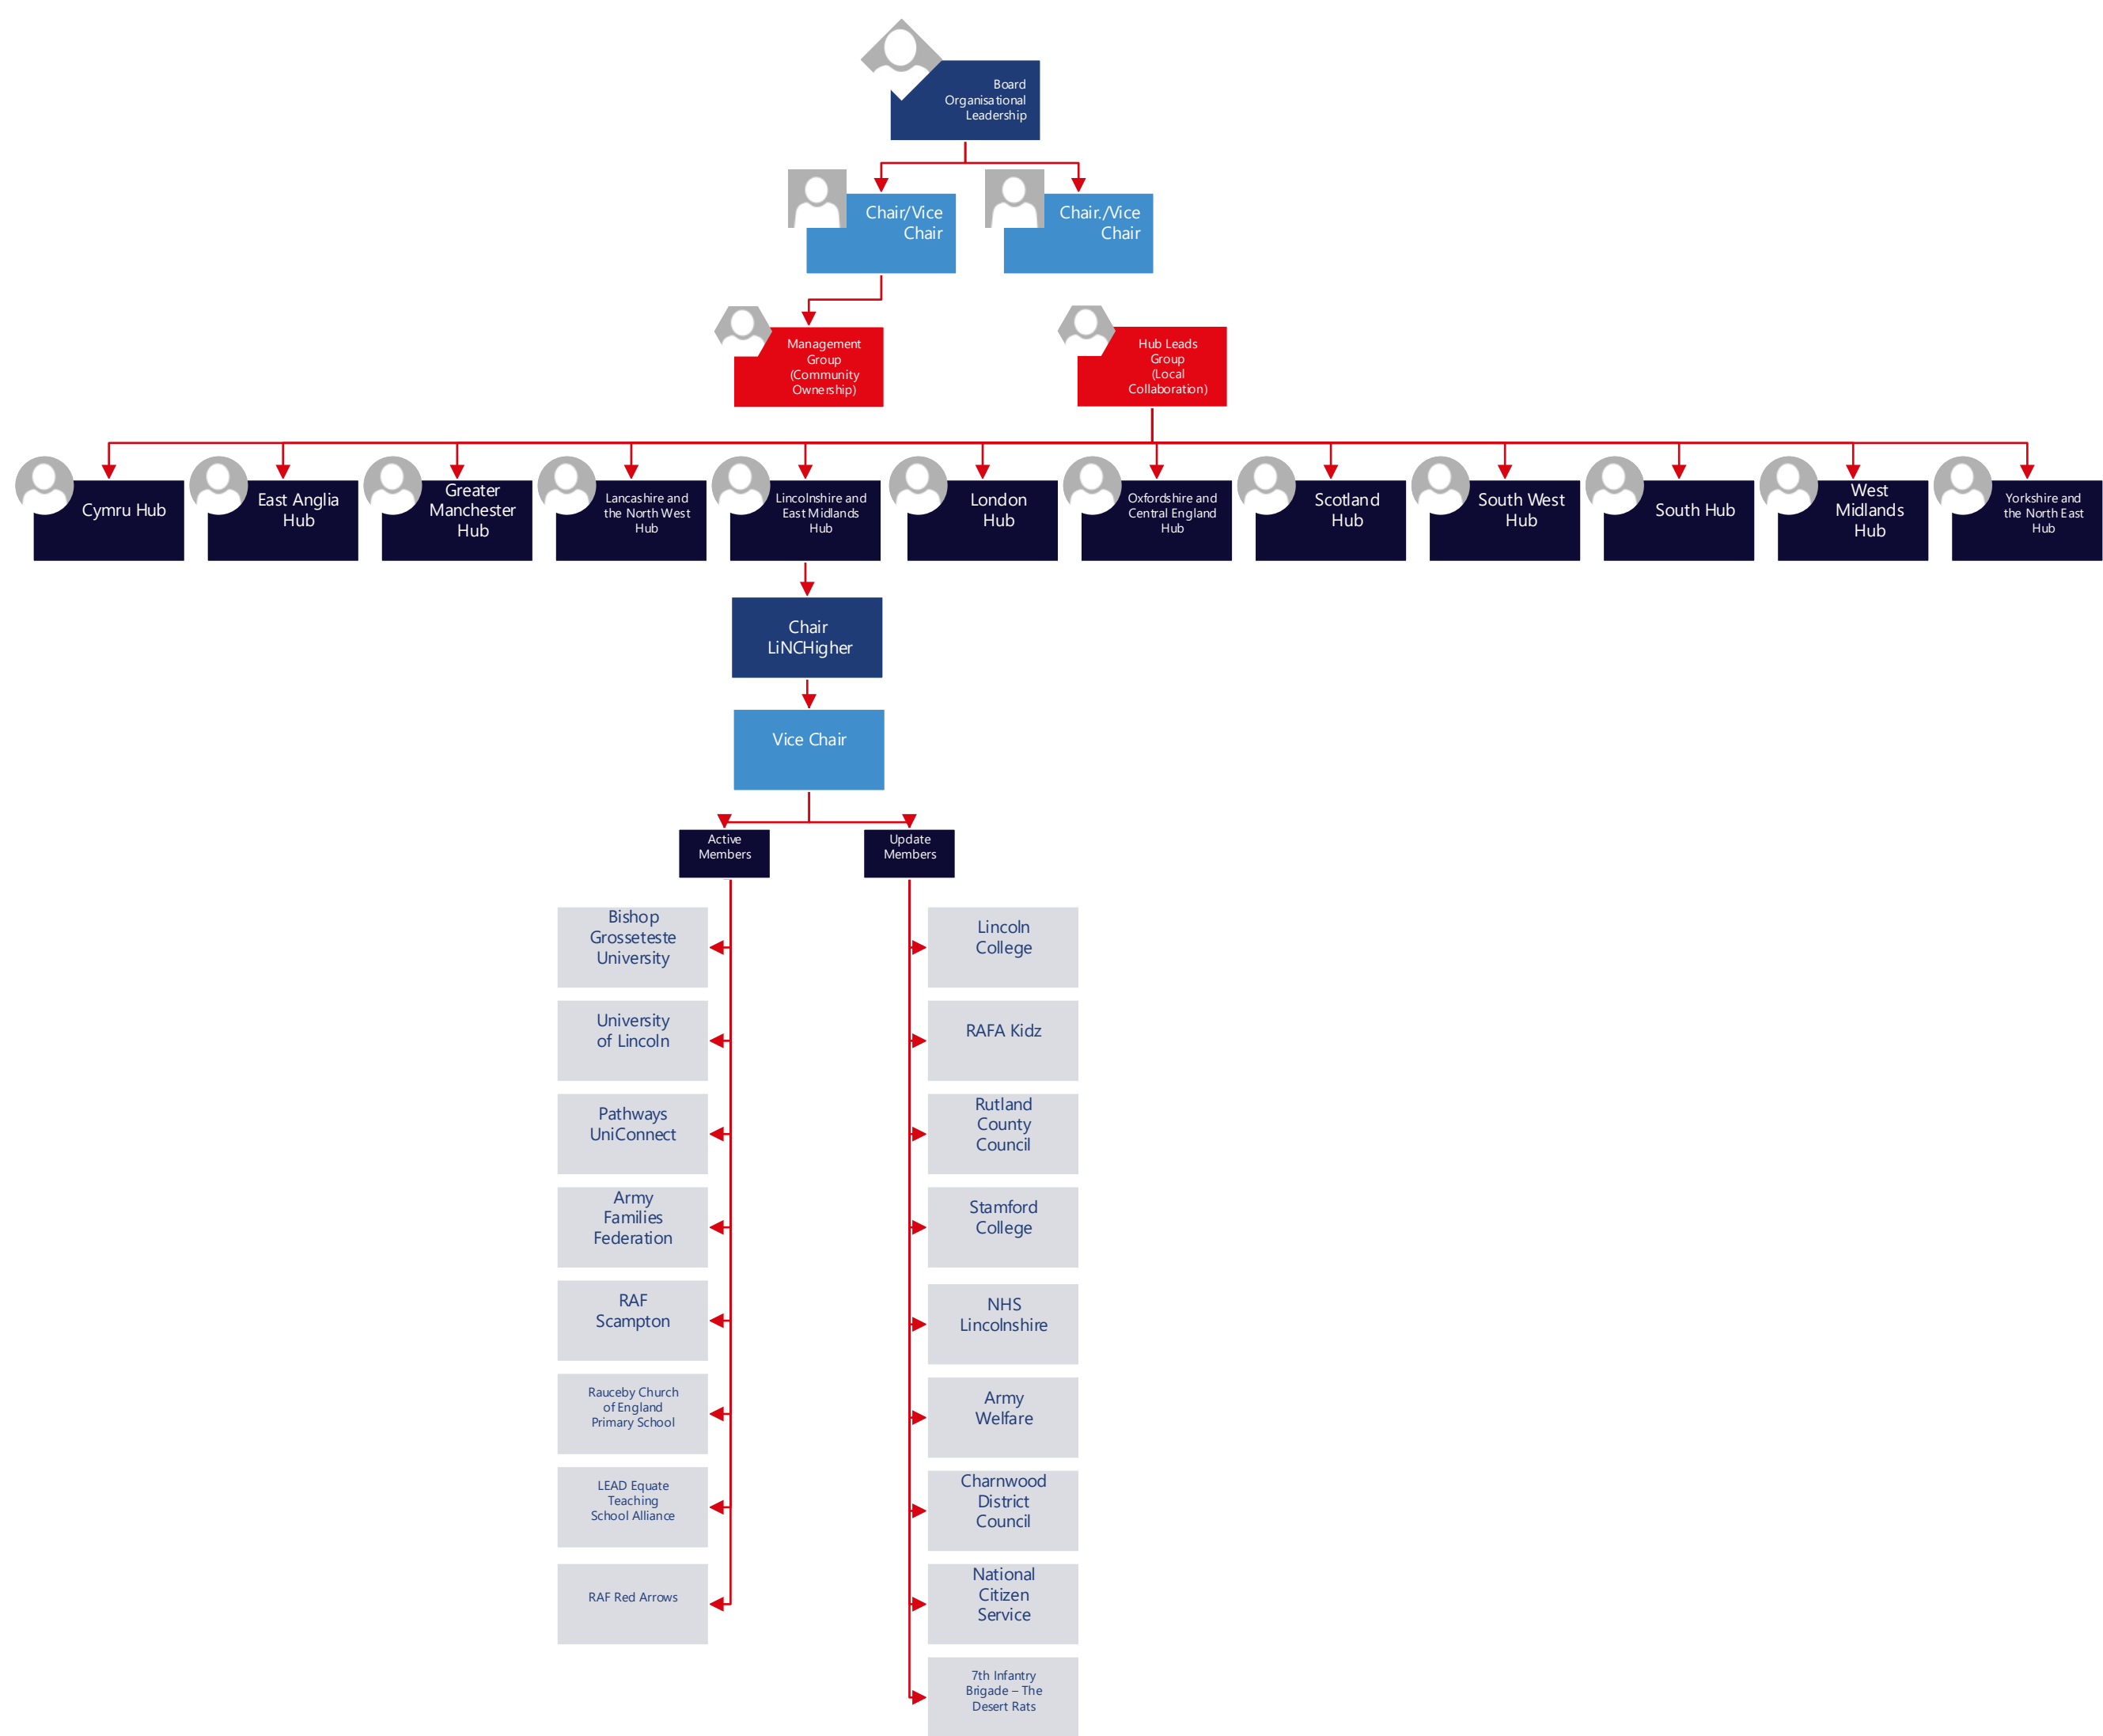 Board
Organisational
Leadership
Chair/Vice
Chair
Chair./Vice
Chair
Management
Group
(Community
Ownership)
Hub Leads
Group
(Local
Collaboration)
Cymru Hub
East Anglia
Hub
Greater
Manchester
Hub
Lancashire and
the North West
Hub
Lincolnshire and
East Midlands
Hub
London
Hub
Oxfordshire and
Central England
Hub
Scotland
Hub
South West
Hub
South Hub
West
Midlands
Hub
Yorkshire and
the North East
Hub
Chair
LiNCHigher
Vice Chair
Active
Members
Update
Members
Bishop
Grosseteste
University
University
of Lincoln
Pathways
UniConnect
Army
Families
Federation
RAF
Scampton
Rauceby Church
of England
Primary School
LEAD Equate
Teaching
School Alliance
RAF Red Arrows
Lincoln
College
RAFA Kidz
Rutland
County
Council
Stamford
College
NHS
Lincolnshire
Army
Welfare
Charnwood
District
Council
National
Citizen
Service
7th Infantry
Brigade – The
Desert Rats